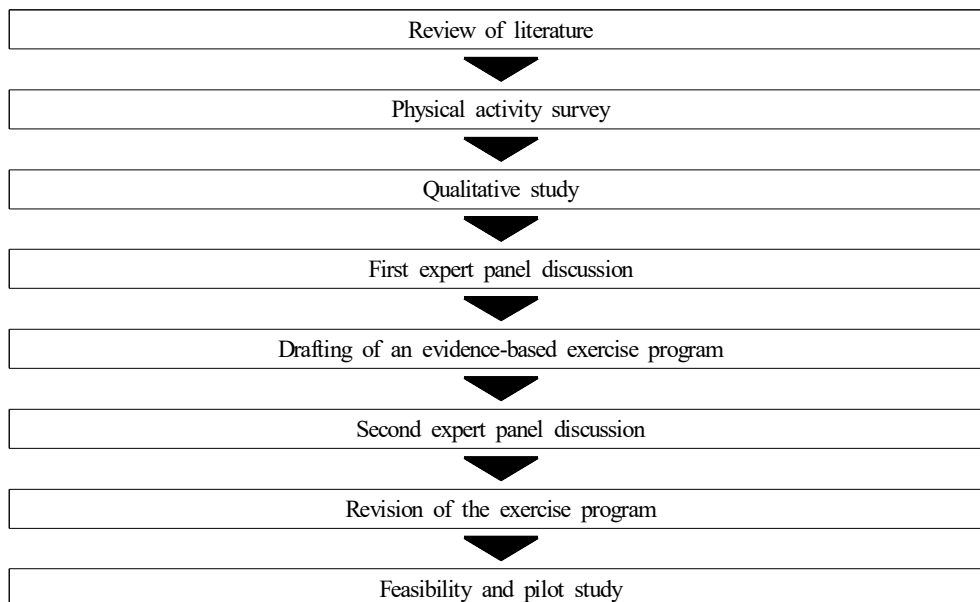 Review of literature
Physical activity survey
Qualitative study
First expert panel discussion
Drafting of an evidence-based exercise program
Second expert panel discussion
Revision of the exercise program
Feasibility and pilot study